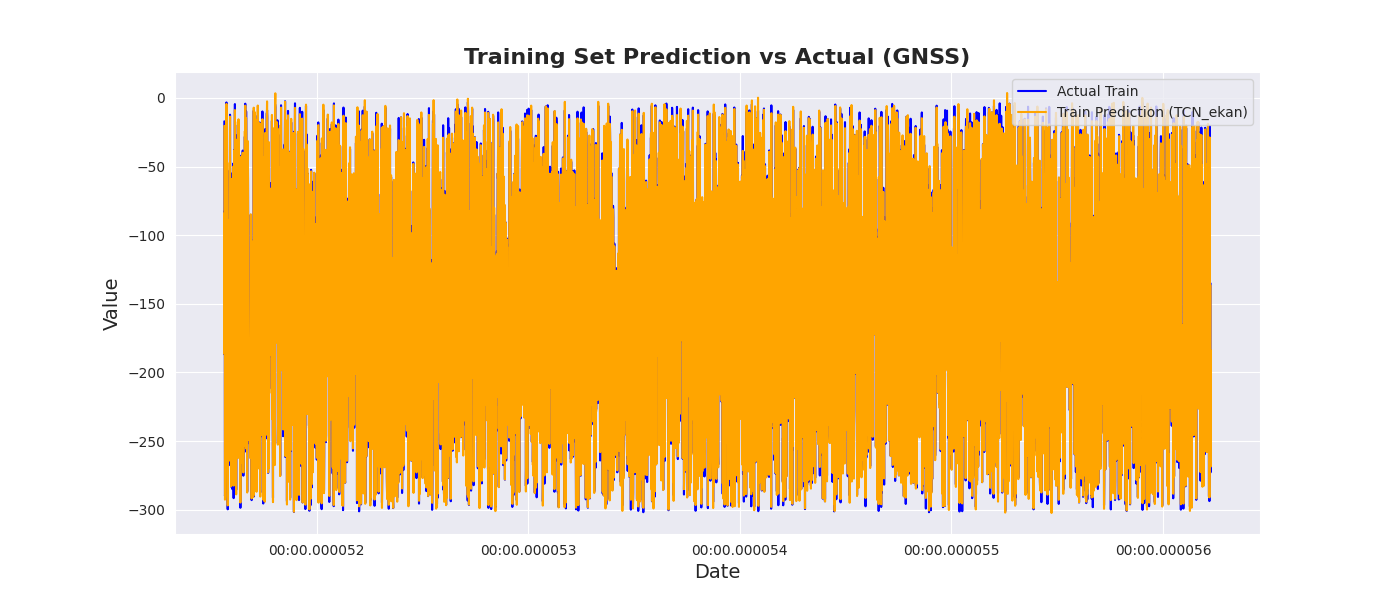 Training Set Prediction vs Actual (GNSS)
Actual Train
Train Prediction (TCN_ekan)
Value
0
−50
−100
−150
−200
−250
−300
00:00.000052 00:00.000053 00:00.000054 00:00.000055 00:00.000056
Date